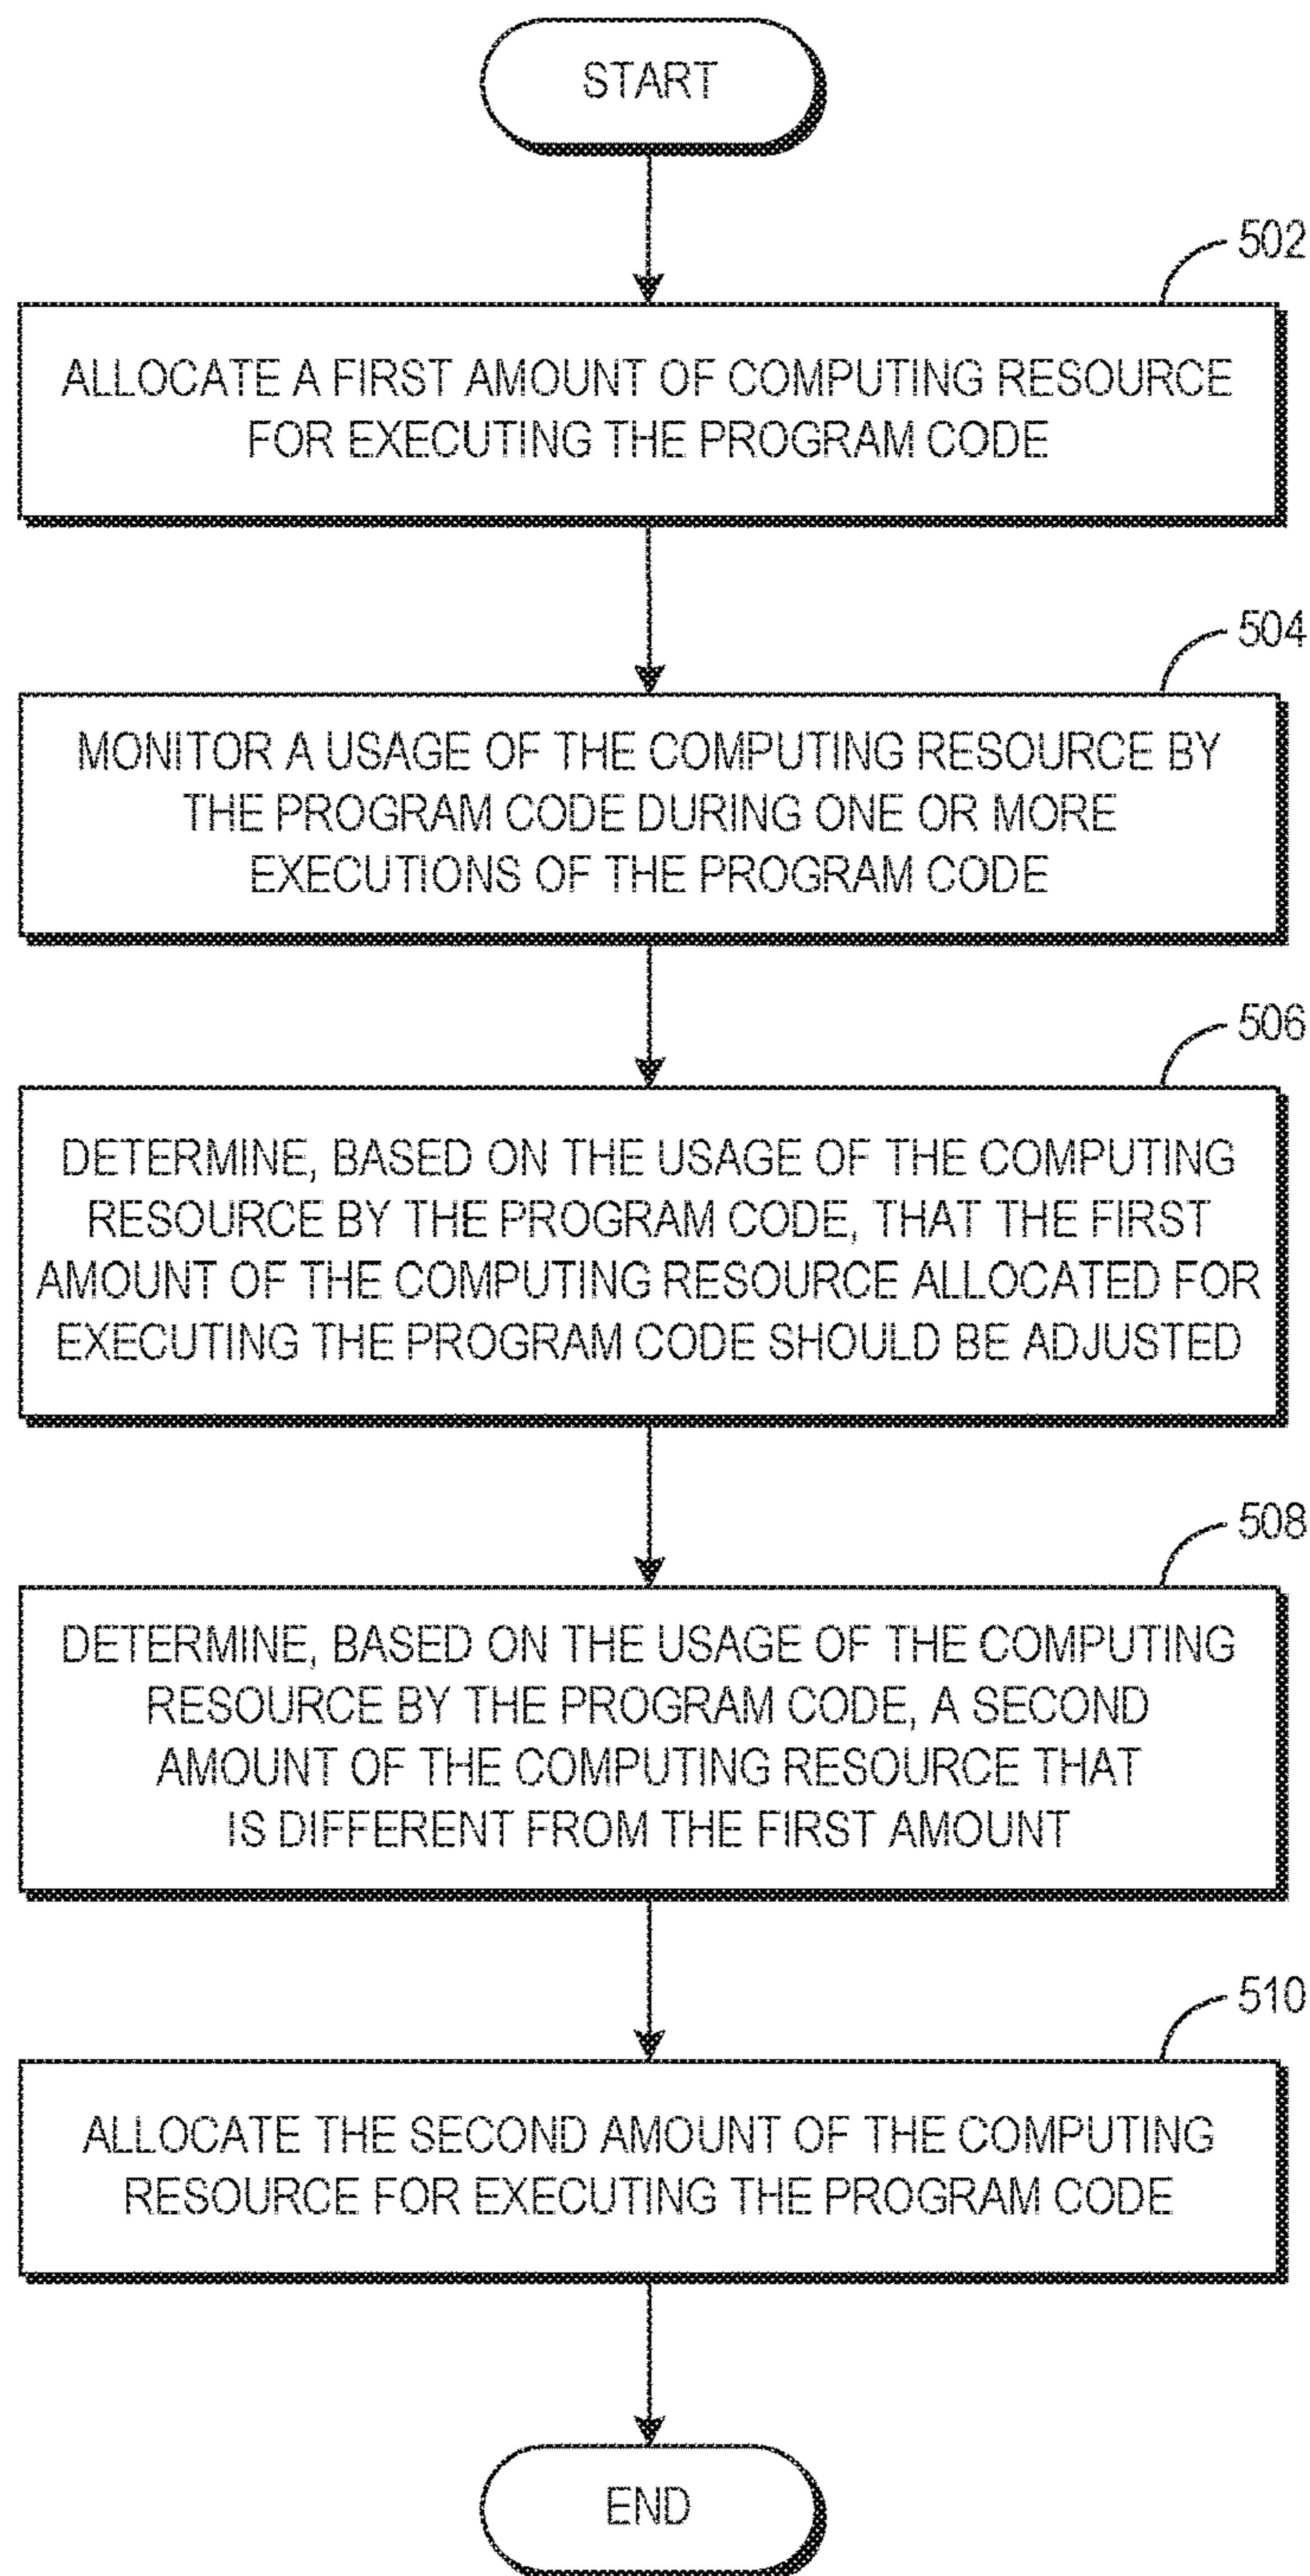 START
502
ALLOCATE A FIRST AMOUNT OF COMPUTING RESOURCE
FOR EXECUTING THE PROGRAM CODE
504
MONITOR A USAGE OF THE COMPUTING RESOURCE BY
THE PROGRAM CODE DURING ONE OR MORE
EXECUTIONS OF THE PROGRAM CODE
506
DETERMINE, BASED ON THE USAGE OF THE COMPUTING
RESOURCE BY THE PROGRAM CODE, THAT THE FIRST
AMOUNT OF THE COMPUTING RESOURCE ALLOCATED FOR
EXECUTING THE PROGRAM CODE SHOULD BE ADJUSTED
508
DETERMINE, BASED ON THE USAGE OF THE COMPUTING
RESOURCE BY THE PROGRAM CODE, A SECOND
AMOUNT OF THE COMPUTING RESOURCE THAT
IS DIFFERENT FROM THE FIRST AMOUNT
510
ALLOCATE THE SECOND AMOUNT OF THE COMPUTING
RESOURCE FOR EXECUTING THE PROGRAM CODE
END